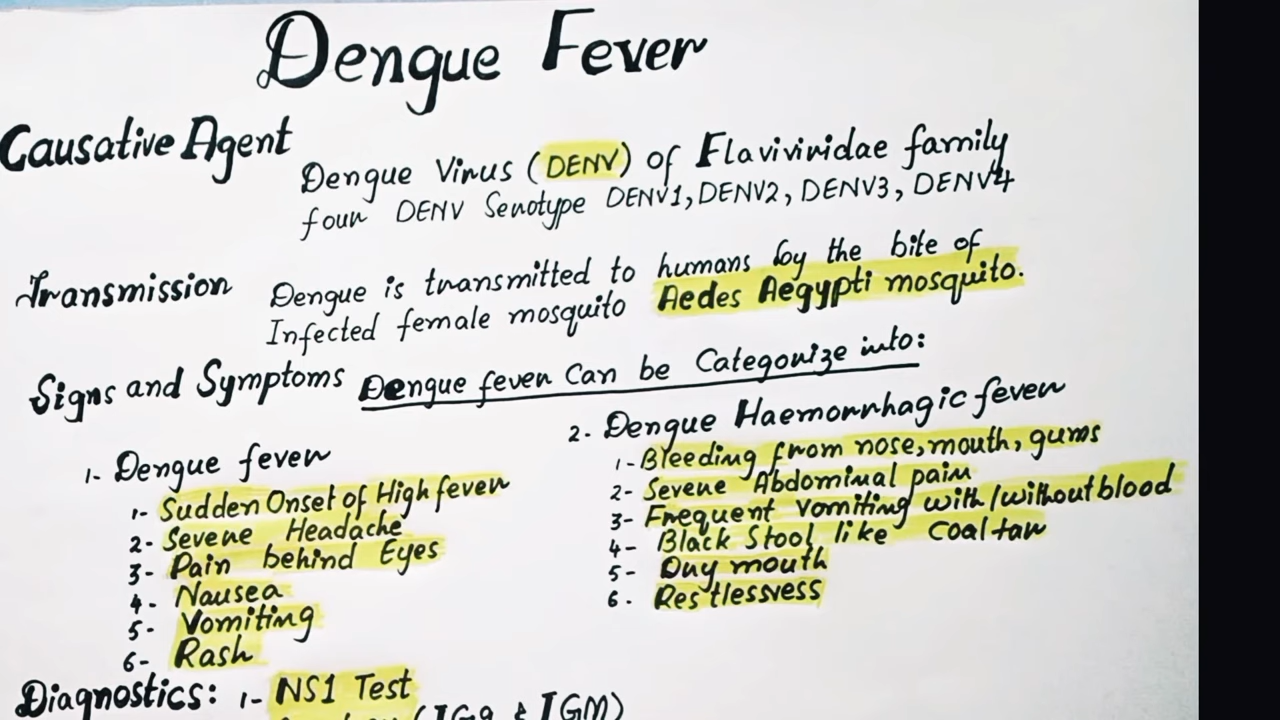 Dengue Fever
Causative Agent
Dengue Virus (DENV) of Flaviviridae family
four DENV Serotype DENV1, DENV2, DENV3, DENV4
Transmission
Dengue is transmitted to humans by the bite of
Infected female mosquito Aedes Aegypti mosquito.
Signs and Symptoms Dengue fever Can be Categorize into:
1. Dengue fever
1- Sudden Onset of High fever
2- Severe Headache
3- Pain behind Eyes
4- Nausea
5- Vomiting
6- Rash
2. Dengue Haemorrhagic fever
1- Bleeding from nose, mouth, gums
2- Severe Abdominal pain
3- Frequent vomiting with/without blood
4- Black Stool like coal tar
5- Dry mouth
6. Restlessness
Diagnostics: 1- NS1 Test
(IGg & IGM)